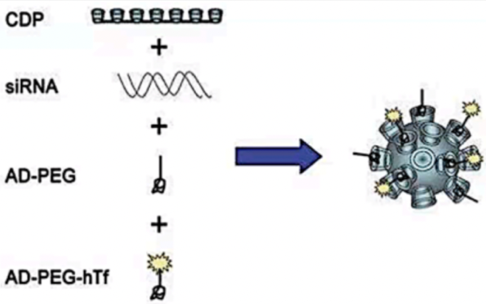 CDP
+
siRNA
+
AD-PEG
+
AD-PEG-hTf